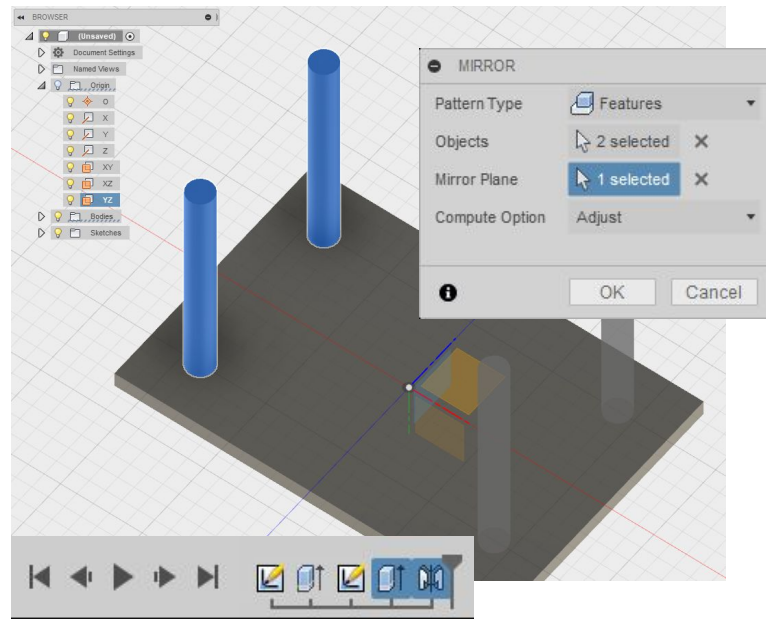 BROWSER
(Unsaved)
Document Settings
Named Views
Origin
O
X
Y
Z
XY
XZ
YZ
Bodies
Sketches
MIRROR
Pattern Type Features
Objects 2 selected
Mirror Plane 1 selected
Compute Option Adjust
OK Cancel